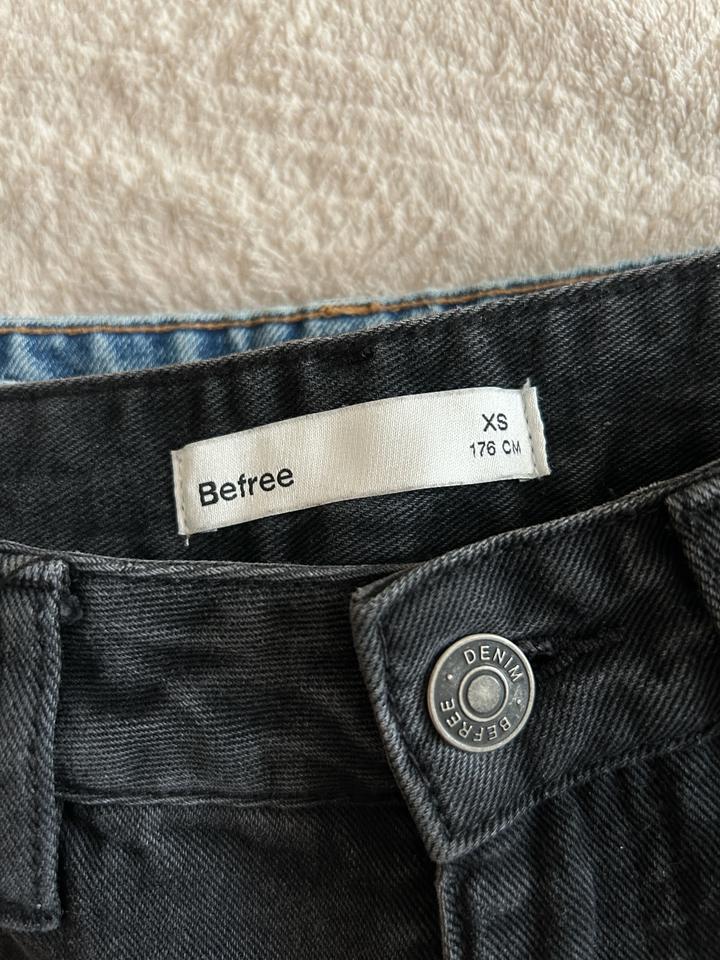 XS
176 CM
Befree
DENIM
BEFREE